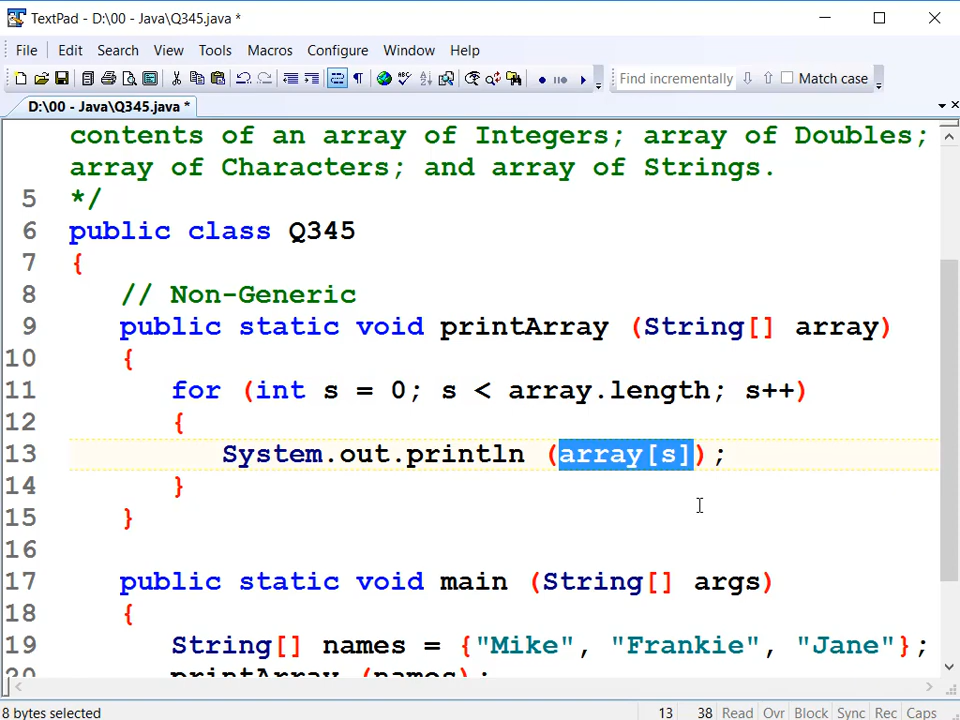 TextPad - D:\00 - Java\Q345.java *
File Edit Search View Tools Macros Configure Window Help
Find incrementally Match case
D:\00 - Java\Q345.java *
contents of an array of Integers; array of Doubles;
array of Characters; and array of Strings.
5 */
6 public class Q345
7 {
8 // Non-Generic
9 public static void printArray (String[] array)
10 {
11 for (int s = 0; s < array.length; s++)
12 {
13 System.out.println (array[s]);
14 }
15 }
16
17 public static void main (String[] args)
18 {
19 String[] names = {"Mike", "Frankie", "Jane"};
20 printArray (names);
8 bytes selected 13 38 Read Ovr Block Sync Rec Caps